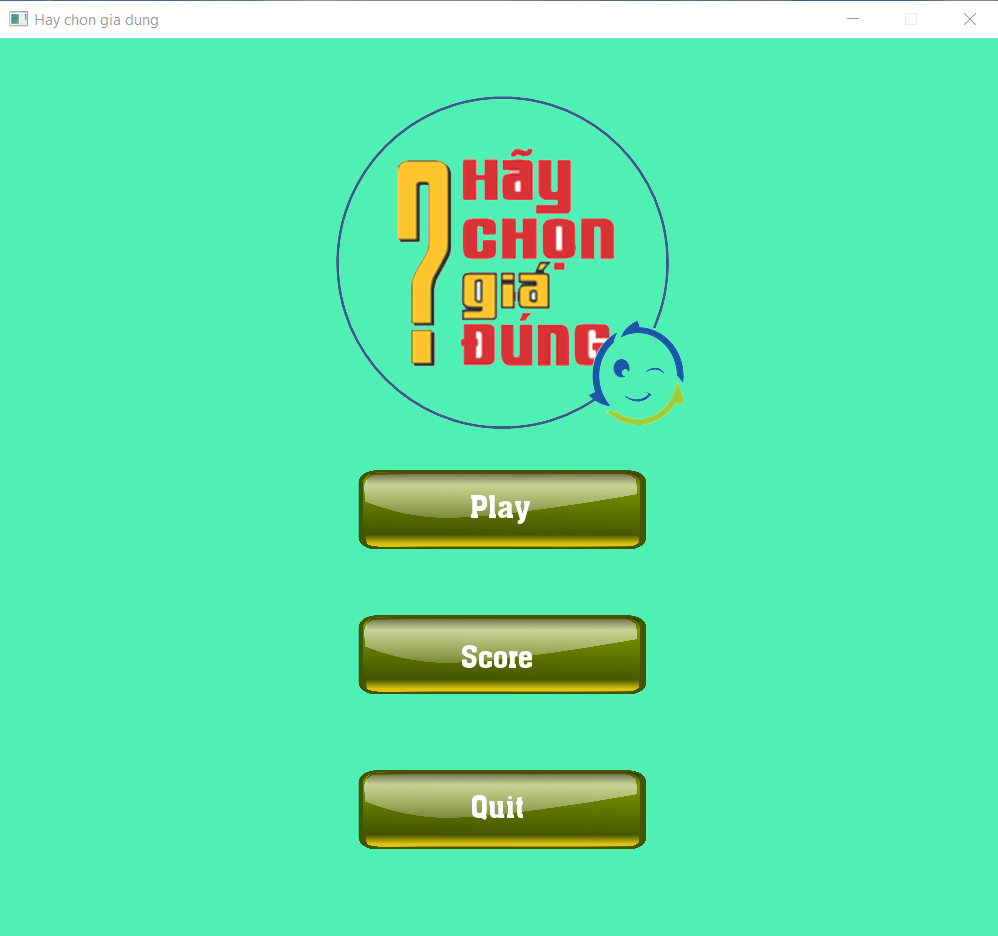 Hay chon gia dung
?
Hãy
CHỌN
giá
ĐÚNG
Play
Score
Quit